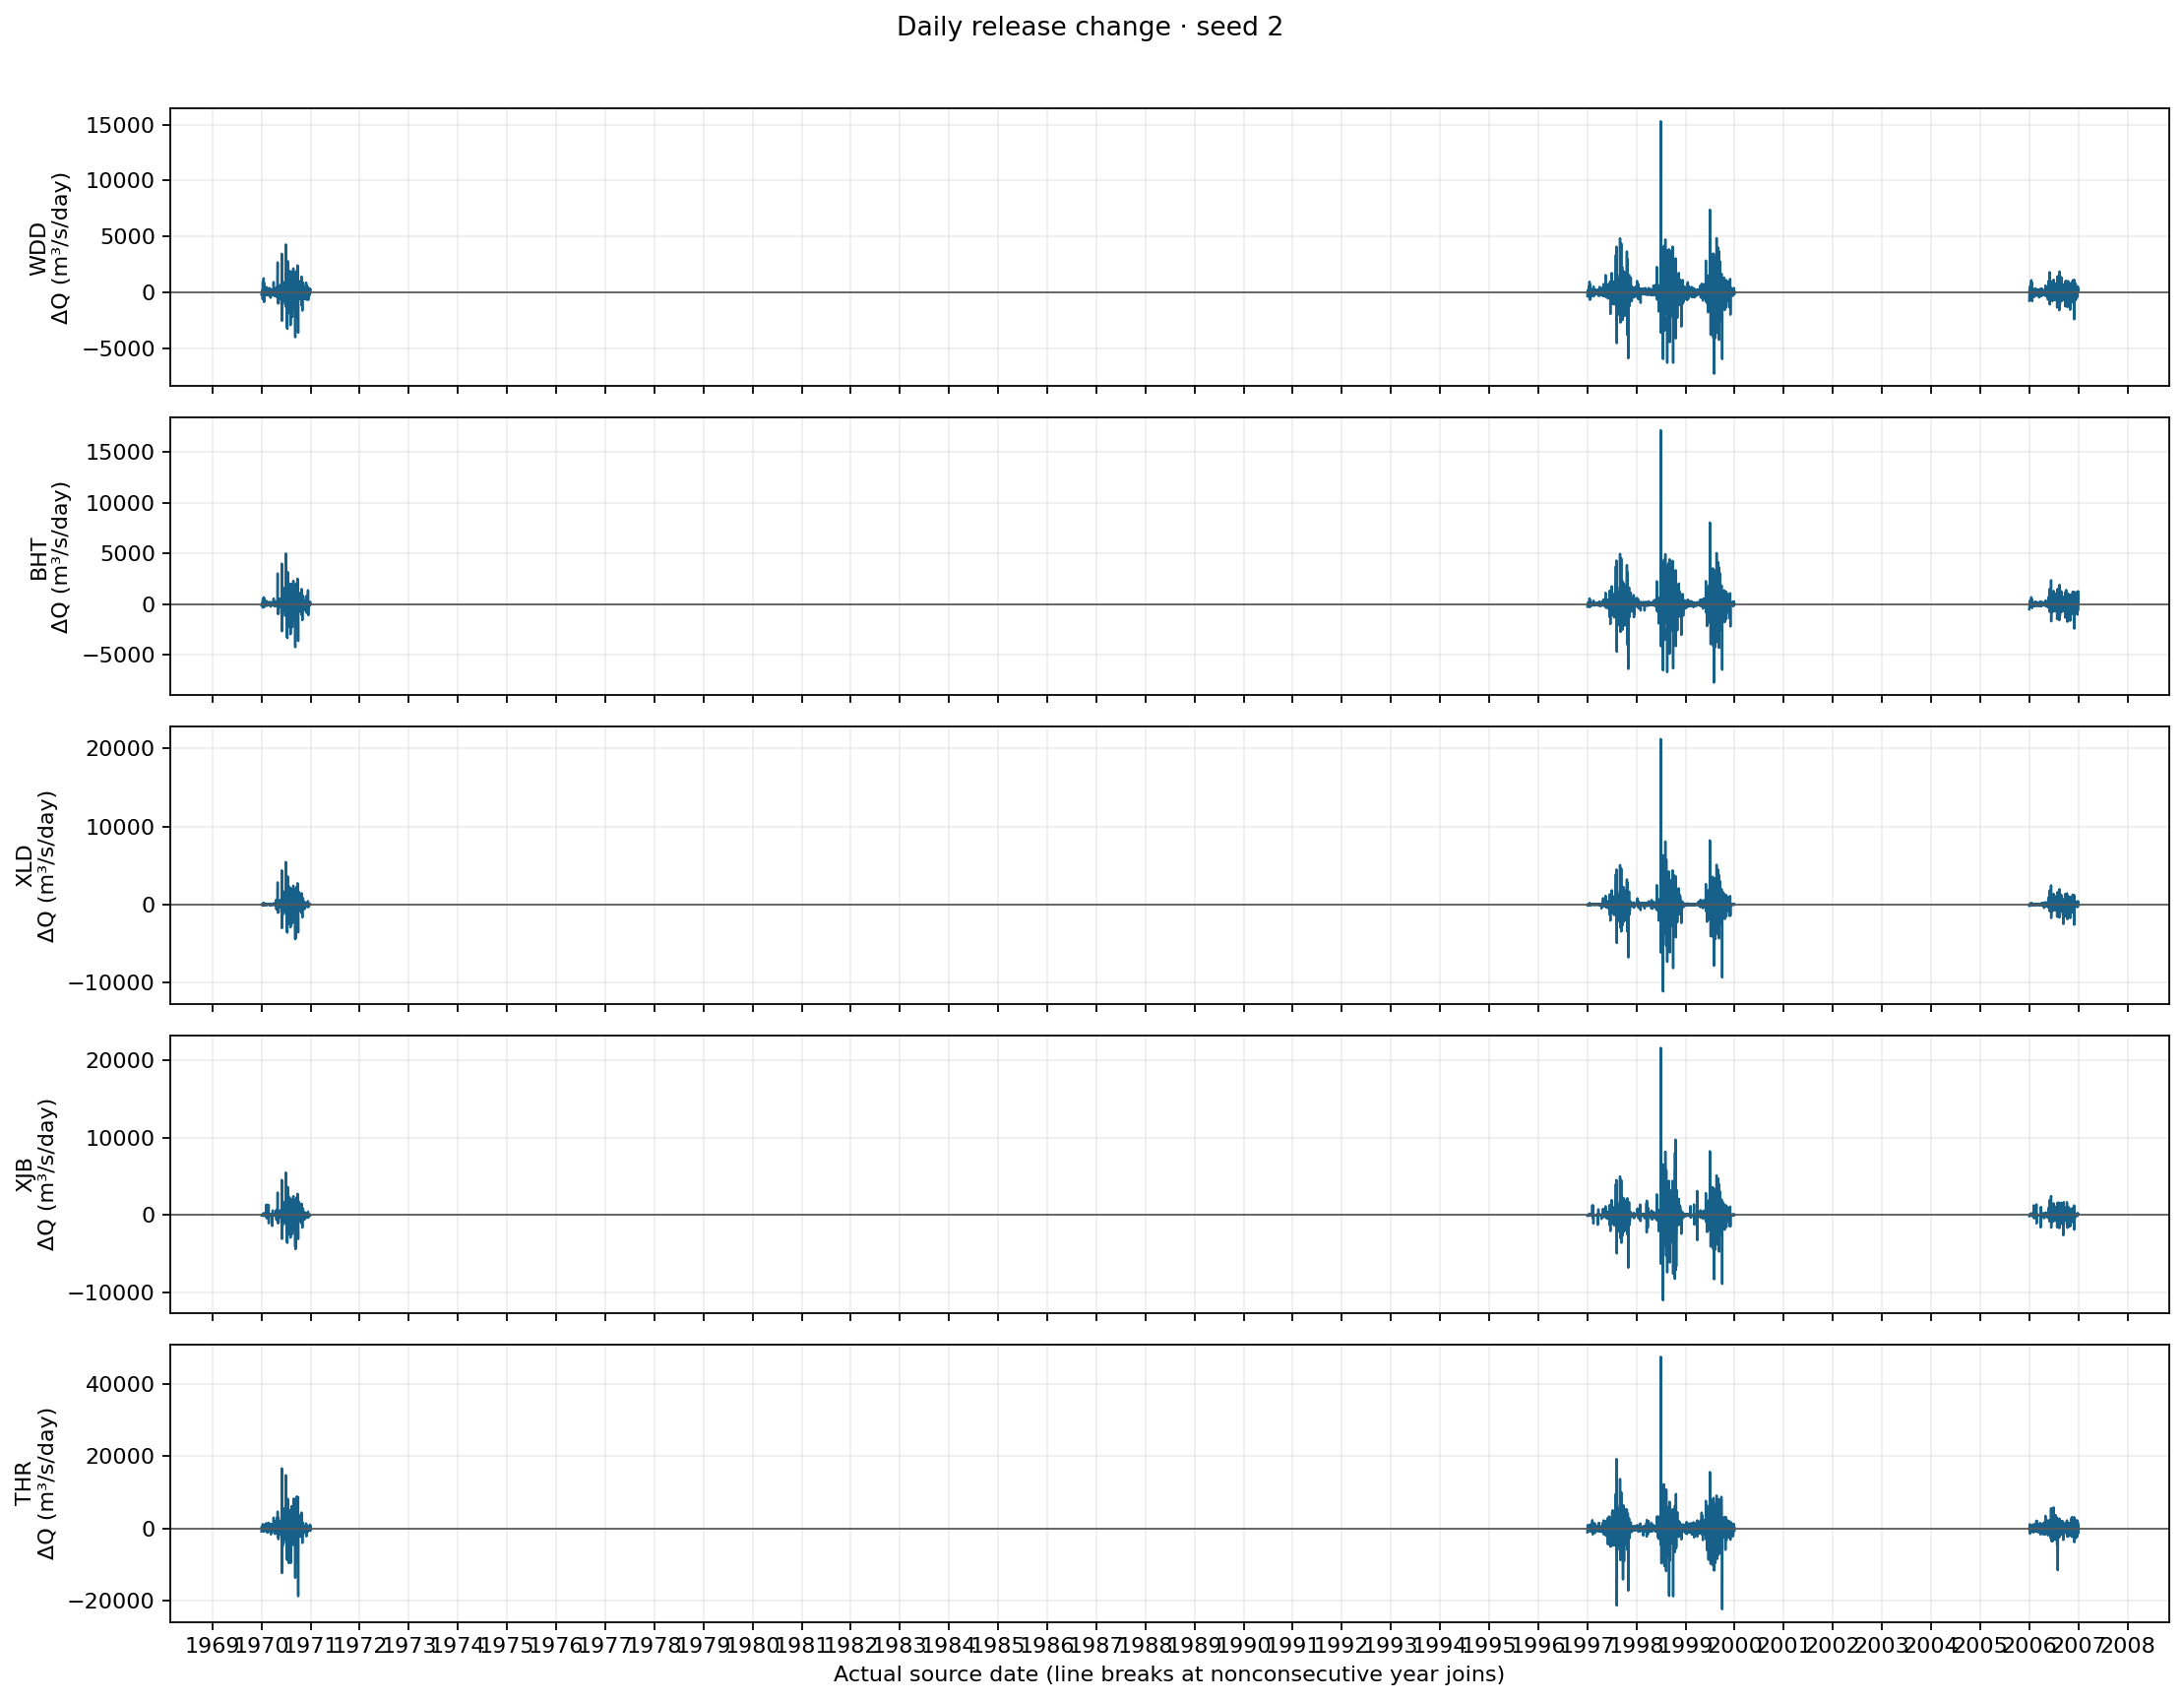 Daily release change · seed 2
WDD
ΔQ (m³/s/day)
15000
10000
5000
0
−5000
BHT
ΔQ (m³/s/day)
15000
10000
5000
0
−5000
XLD
ΔQ (m³/s/day)
20000
10000
0
−10000
XJB
ΔQ (m³/s/day)
20000
10000
0
−10000
THR
ΔQ (m³/s/day)
40000
20000
0
−20000
1969 1970 1971 1972 1973 1974 1975 1976 1977 1978 1979 1980 1981 1982 1983 1984 1985 1986 1987 1988 1989 1990 1991 1992 1993 1994 1995 1996 1997 1998 1999 2000 2001 2002 2003 2004 2005 2006 2007 2008
Actual source date (line breaks at nonconsecutive year joins)